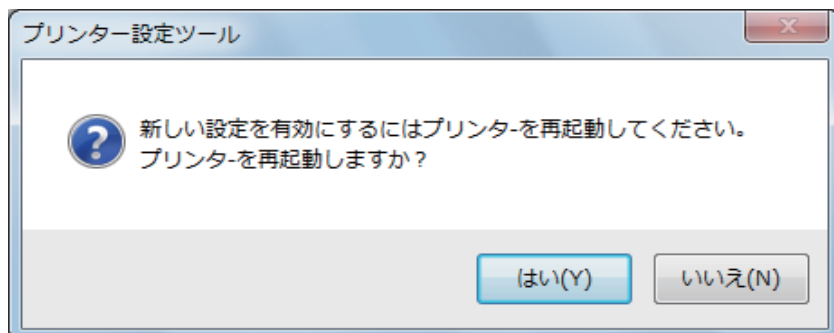 プリンター設定ツール
新しい設定を有効にするにはプリンタ-を再起動してください。
プリンタ-を再起動しますか？
はい(Y)
いいえ(N)